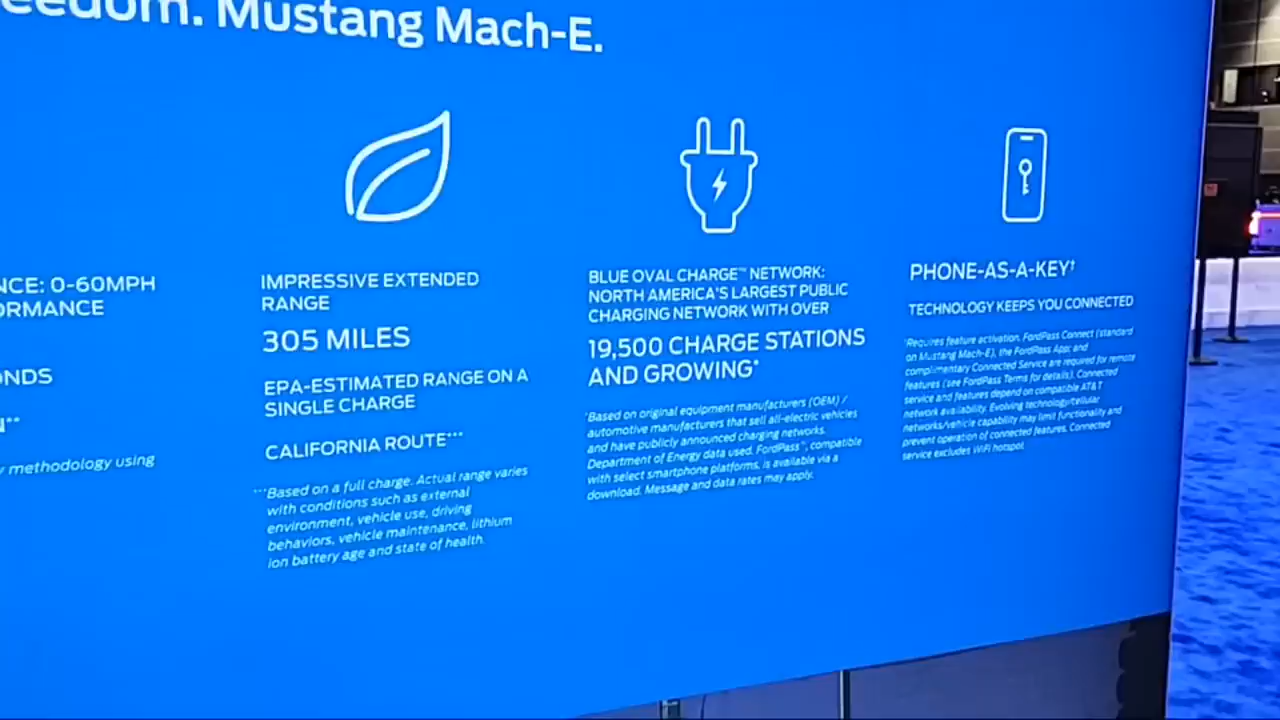 eedom. Mustang Mach-E.
NCE: 0-60MPH
ORMANCE
NDS
N**
y methodology using
IMPRESSIVE EXTENDED
RANGE
305 MILES
EPA-ESTIMATED RANGE ON A
SINGLE CHARGE
CALIFORNIA ROUTE***
***Based on a full charge. Actual range varies
with conditions such as external
environment, vehicle use, driving
behaviors, vehicle maintenance, lithium
ion battery age and state of health.
BLUE OVAL CHARGE™ NETWORK:
NORTH AMERICA'S LARGEST PUBLIC
CHARGING NETWORK WITH OVER
19,500 CHARGE STATIONS
AND GROWING*
*Based on original equipment manufacturers (OEM) /
automotive manufacturers that sell all-electric vehicles
and have publicly announced charging networks.
Department of Energy data used. FordPass™, compatible
with select smartphone platforms, is available via a
download. Message and data rates may apply.
PHONE-AS-A-KEY†
TECHNOLOGY KEEPS YOU CONNECTED
†Requires feature activation. FordPass Connect (standard
on Mustang Mach-E), the FordPass App; and
complimentary Connected Service are required for remote
features (see FordPass Terms for details). Connected
service and features depend on compatible AT&T
network availability. Evolving technology/cellular
networks/vehicle capability may limit functionality and
prevent operation of connected features. Connected
service excludes WiFi hotspot.